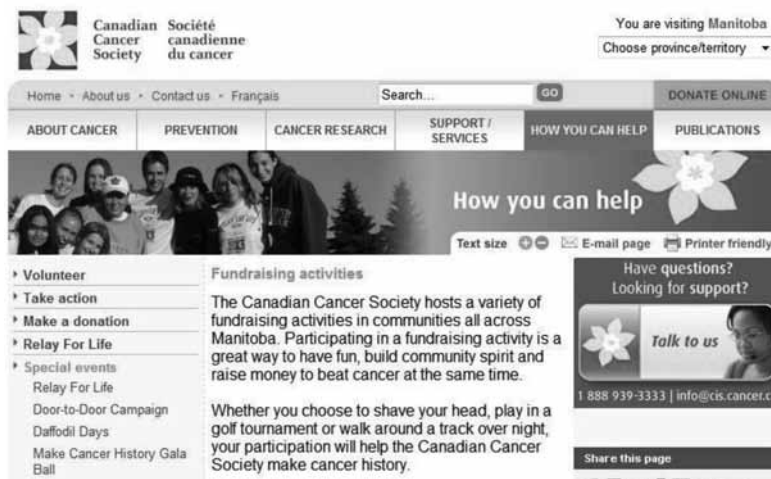 Canadian Société
Cancer canadienne
Society du cancer
You are visiting Manitoba
Choose province/territory
Home • About us • Contact us • Français
Search...
GO
DONATE ONLINE
ABOUT CANCER
PREVENTION
CANCER RESEARCH
SUPPORT /
SERVICES
HOW YOU CAN HELP
PUBLICATIONS
How you can help
Text size
E-mail page
Printer friendly
Volunteer
Take action
Make a donation
Relay For Life
Special events
Relay For Life
Door-to-Door Campaign
Daffodil Days
Make Cancer History Gala
Ball
Fundraising activities
The Canadian Cancer Society hosts a variety of
fundraising activities in communities all across
Manitoba. Participating in a fundraising activity is a
great way to have fun, build community spirit and
raise money to beat cancer at the same time.
Whether you choose to shave your head, play in a
golf tournament or walk around a track over night,
your participation will help the Canadian Cancer
Society make cancer history.
Have questions?
Looking for support?
Talk to us
1 888 939-3333 | info@cis.cancer.c
Share this page